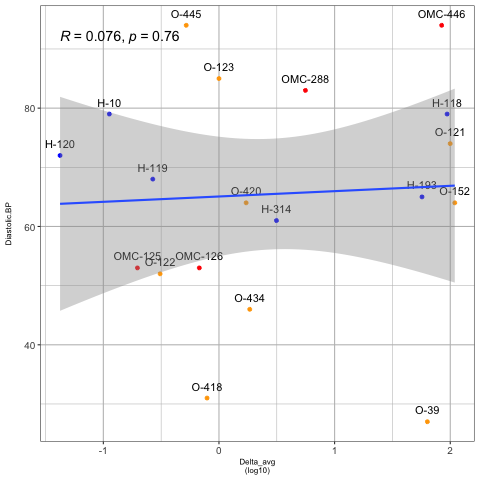 O-445
OMC-446
R = 0.076, p = 0.76
O-123
OMC-288
H-10
H-118
80
O-121
H-120
H-119
O-420
H-193
O-152
H-314
60
OMC-125
O-122
OMC-126
O-434
40
O-418
O-39
-1
0
1
2
Delta_avg
(log10)
Diastolic.BP